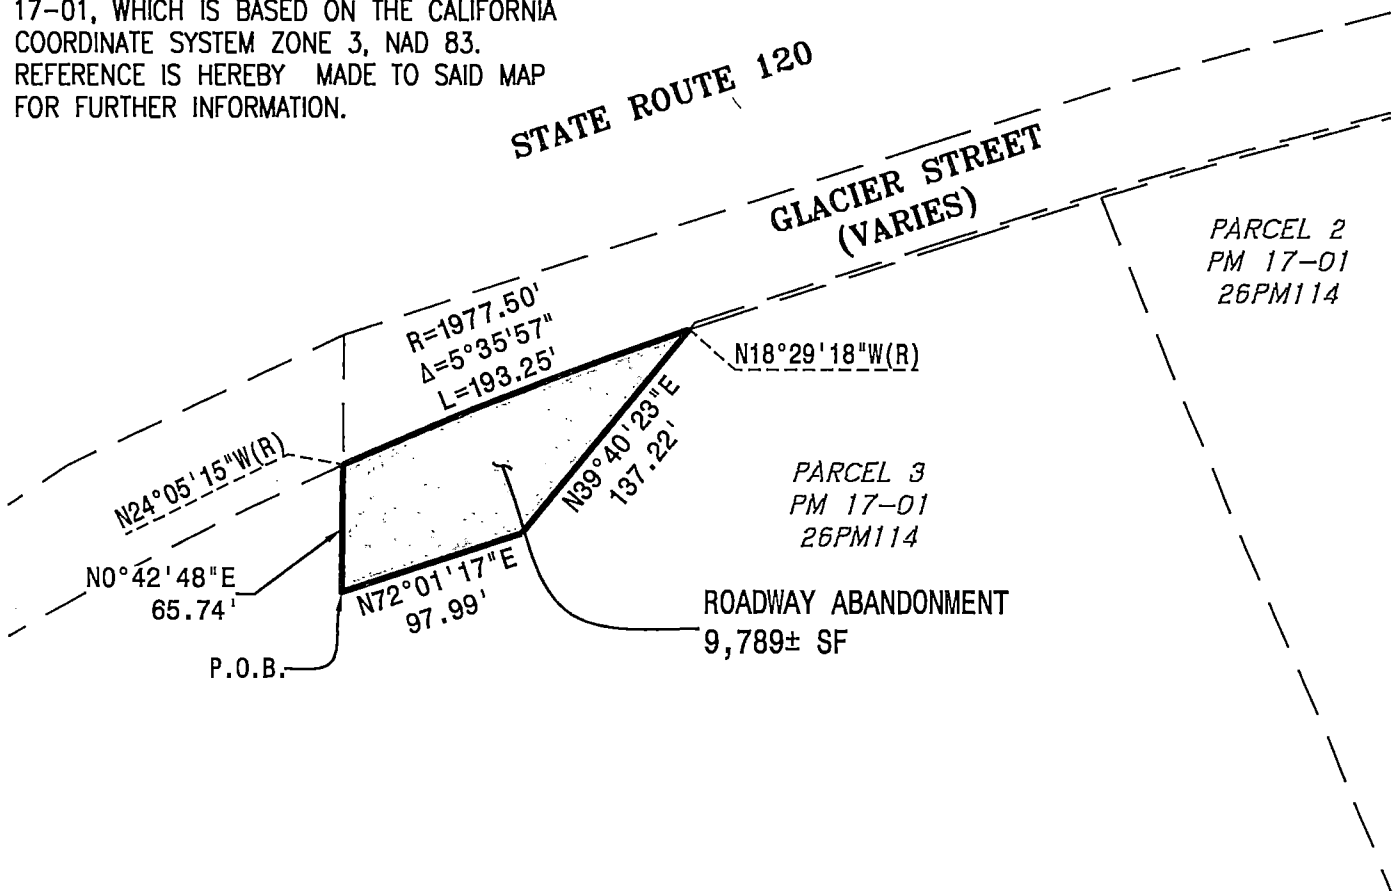 17-01, WHICH IS BASED ON THE CALIFORNIA
COORDINATE SYSTEM ZONE 3, NAD 83.
REFERENCE IS HEREBY MADE TO SAID MAP
FOR FURTHER INFORMATION.
STATE ROUTE 120
GLACIER STREET
(VARIES)
PARCEL 2
PM 17-01
26PM114
R=1977.50'
Δ=5°35'57"
L=193.25'
N18°29'18"W(R)
N24°05'15"W(R)
N39°40'23"E
137.22'
PARCEL 3
PM 17-01
26PM114
N0°42'48"E
65.74'
N72°01'17"E
97.99'
ROADWAY ABANDONMENT
9,789± SF
P.O.B.